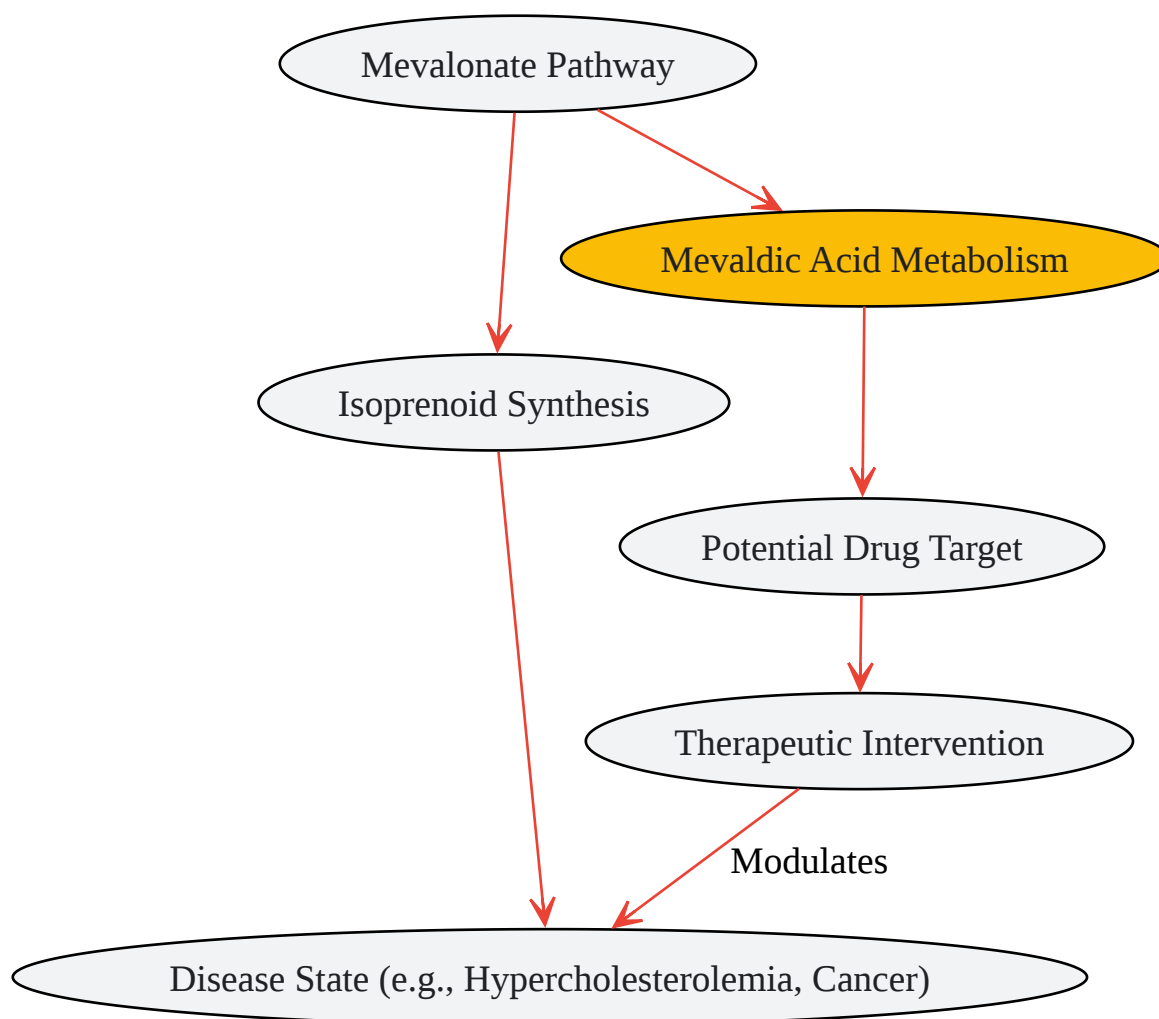 Mevalonate Pathway
Mevaldic Acid Metabolism
Isoprenoid Synthesis
Potential Drug Target
Therapeutic Intervention
Modulates
Disease State (e.g., Hypercholesterolemia, Cancer)